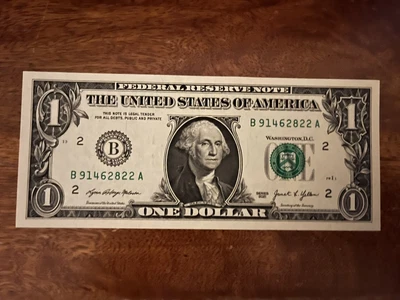 FEDERAL RESERVE NOTE
THE UNITED STATES OF AMERICA
THIS NOTE IS LEGAL TENDER
FOR ALL DEBTS, PUBLIC AND PRIVATE
B 91462822 A
WASHINGTON, D.C.
1
1
2
2
B
B 91462822 A
2
2
SERIES
ONE DOLLAR
1
1